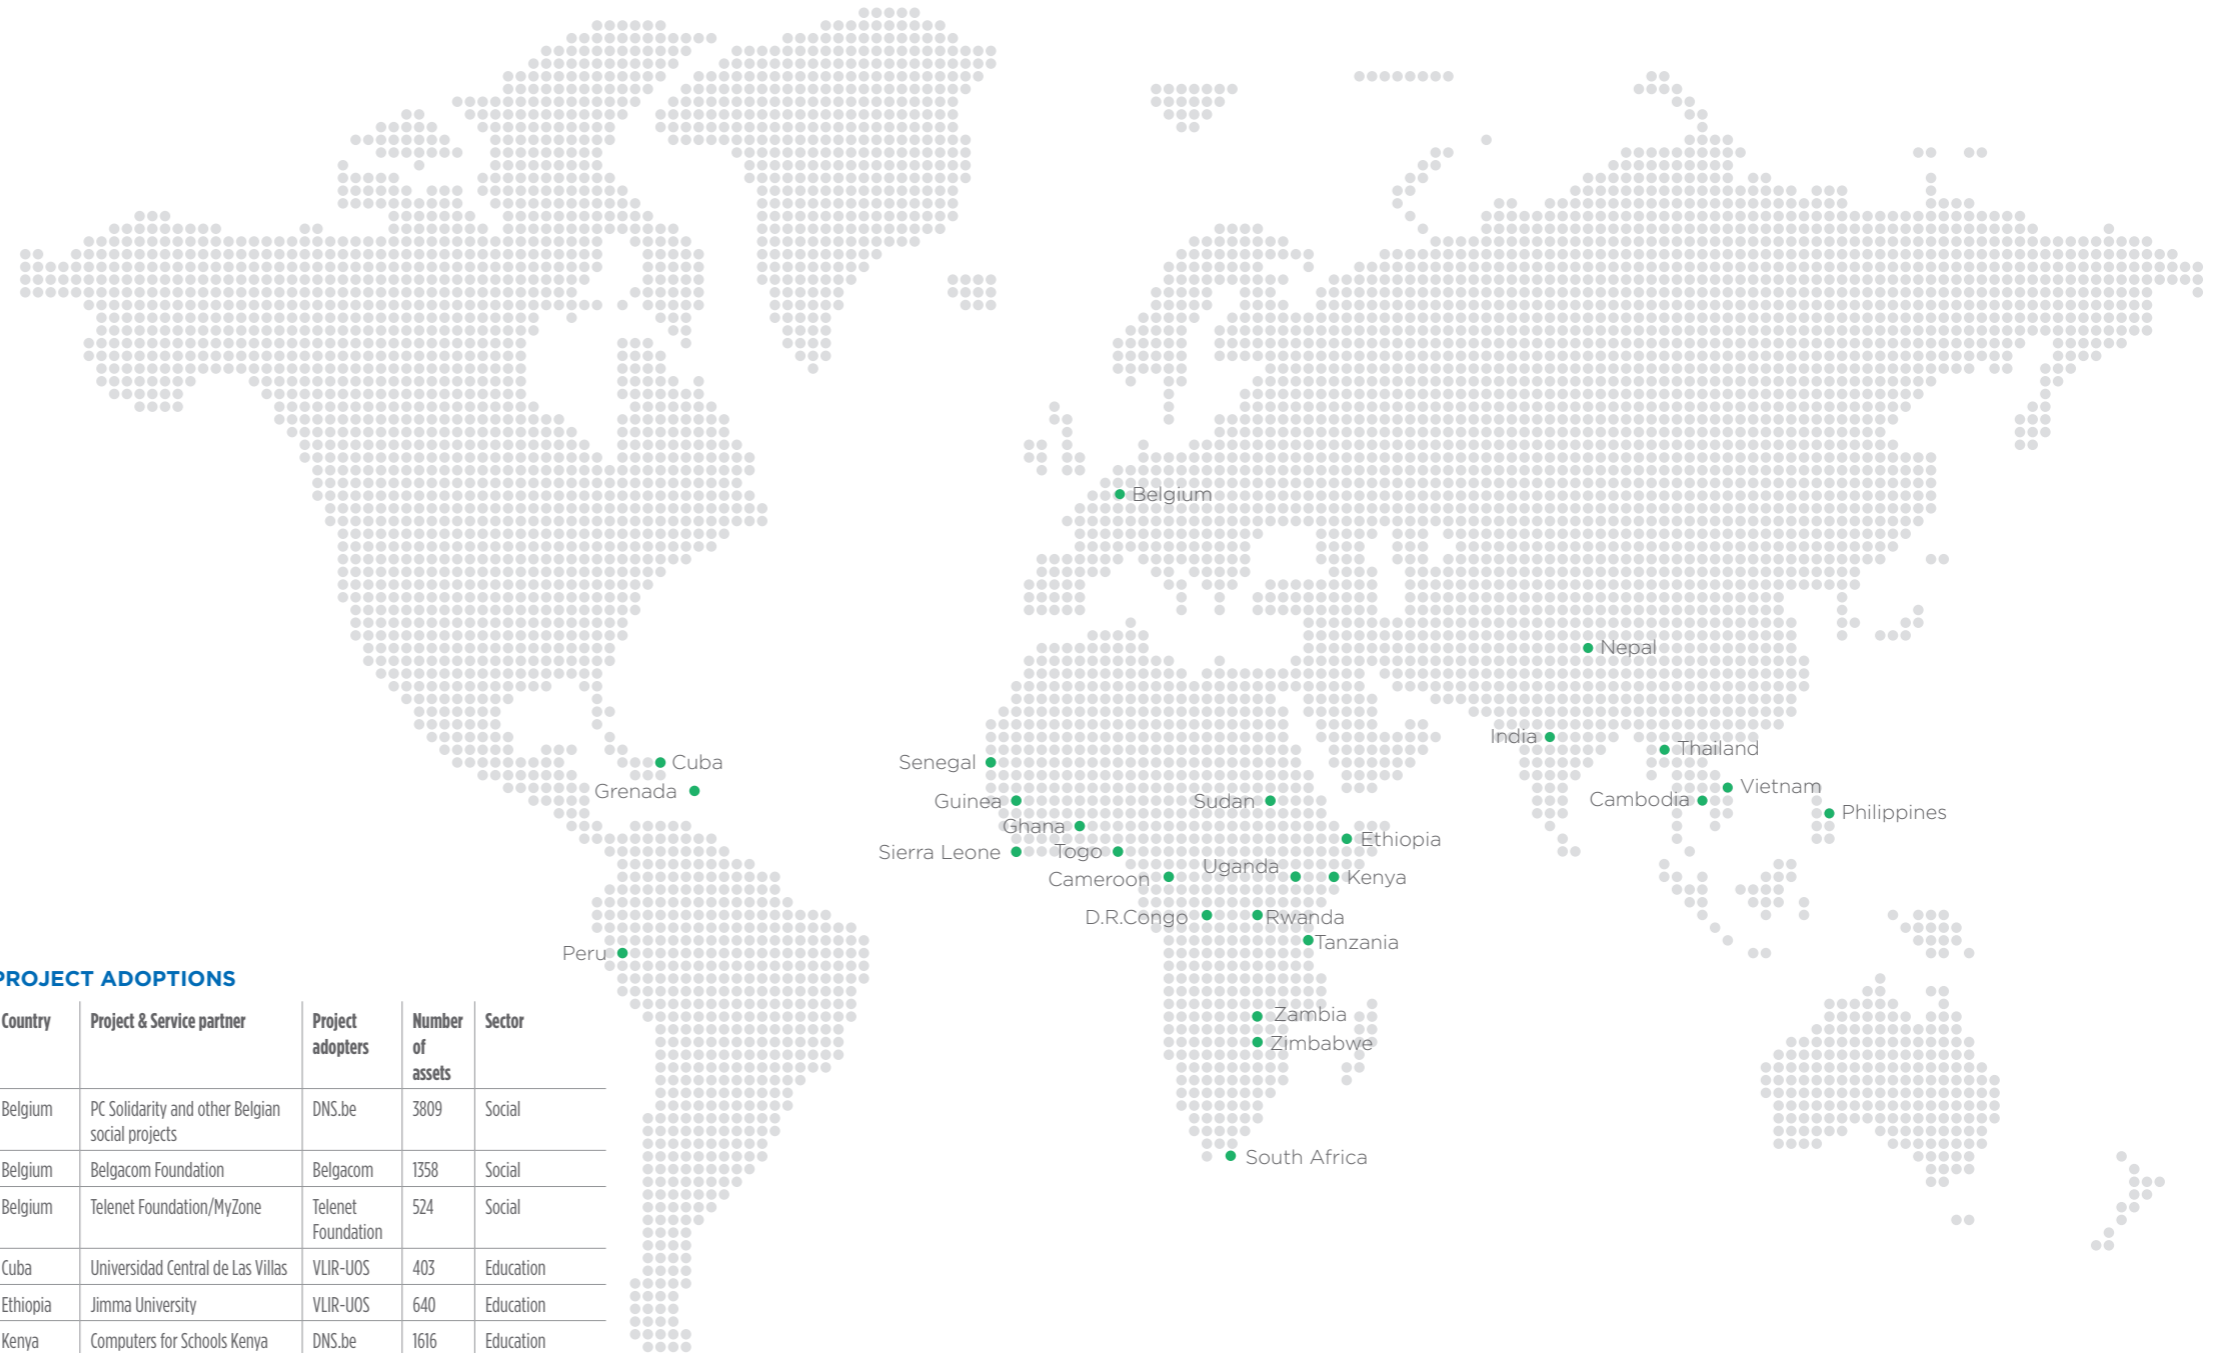 Belgium
Nepal
India
Thailand
Cuba
Senegal
Grenada
Vietnam
Guinea
Sudan
Cambodia
Philippines
Ghana
Ethiopia
Sierra Leone
Togo
Uganda
Cameroon
Kenya
D.R.Congo
Rwanda
Tanzania
Peru
Zambia
Zimbabwe
South Africa
PROJECT ADOPTIONS
Country Project & Service partner Project adopters Number of assets Sector
Belgium PC Solidarity and other Belgian social projects DNS.be 3809 Social
Belgium Belgacom Foundation Belgacom 1358 Social
Belgium Telenet Foundation/MyZone Telenet Foundation 524 Social
Cuba Universidad Central de Las Villas VLIR-UOS 403 Education
Ethiopia Jimma University VLIR-UOS 640 Education
Kenya Computers for Schools Kenya DNS.be 1616 Education